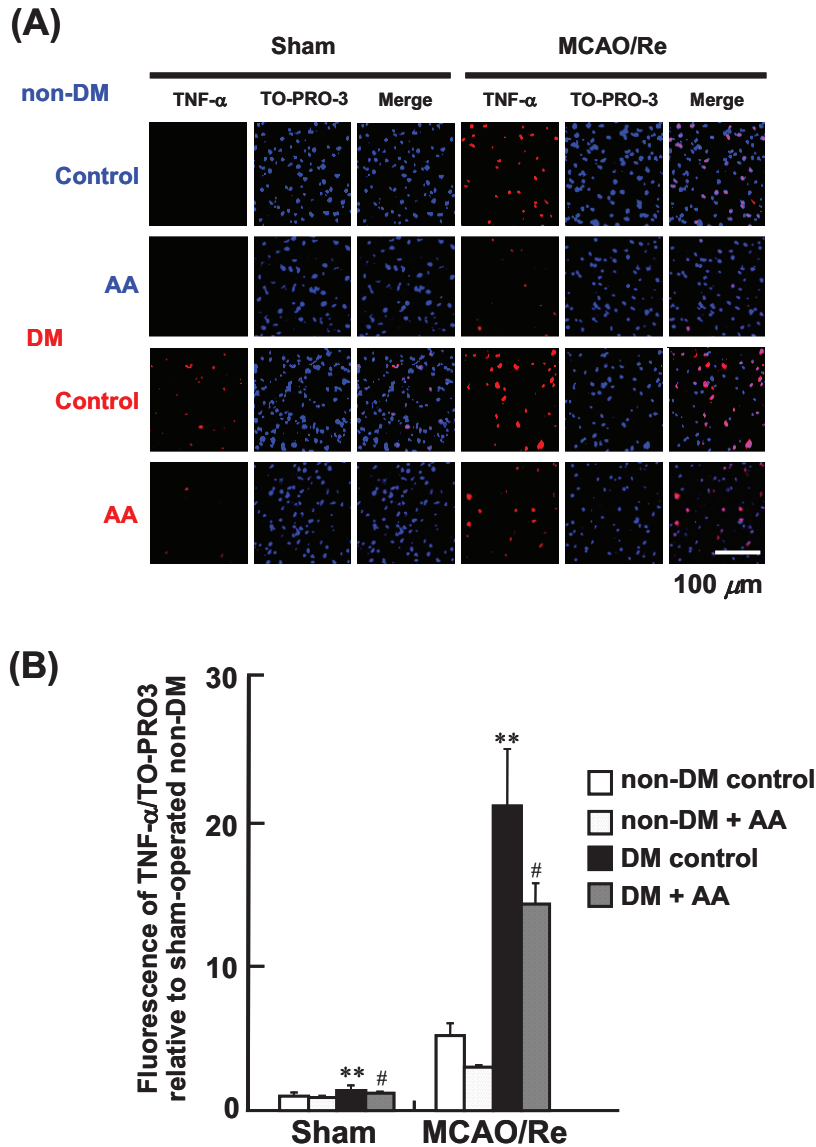 (A)
Sham MCAO/Re
non-DM TNF-α TO-PRO-3 Merge TNF-α TO-PRO-3 Merge
Control
AA
DM
Control
AA
100 μm
(B)
Fluorescence of TNF-α/TO-PRO3
relative to sham-operated non-DM
30
20
10
0
** # ** #
Sham MCAO/Re
non-DM control
non-DM + AA
DM control
DM + AA